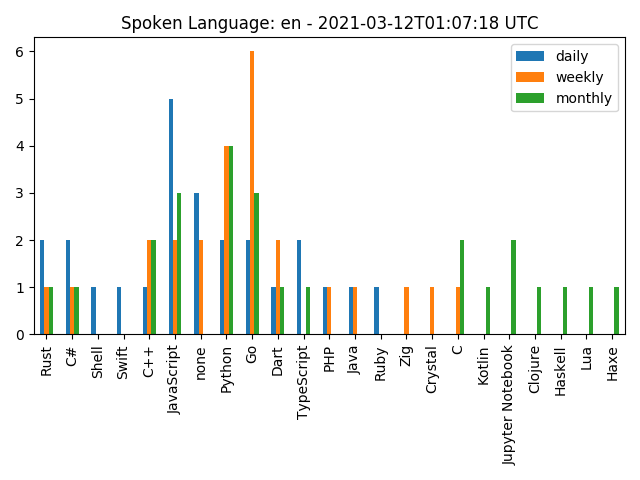 Spoken Language: en - 2021-03-12T01:07:18 UTC
daily
weekly
monthly
6
5
4
3
2
1
0
Rust
C#
Shell
Swift
C++
JavaScript
none
Python
Go
Dart
TypeScript
PHP
Java
Ruby
Zig
Crystal
C
Kotlin
Jupyter Notebook
Clojure
Haskell
Lua
Haxe